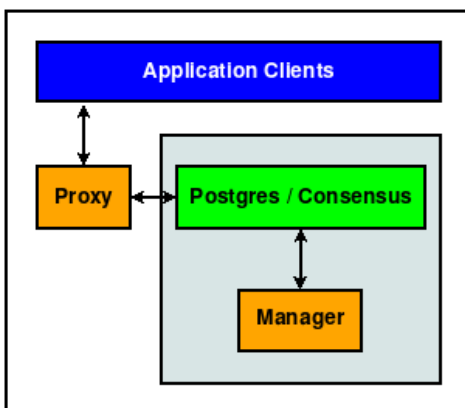 Application Clients
Proxy
Postgres / Consensus
Manager